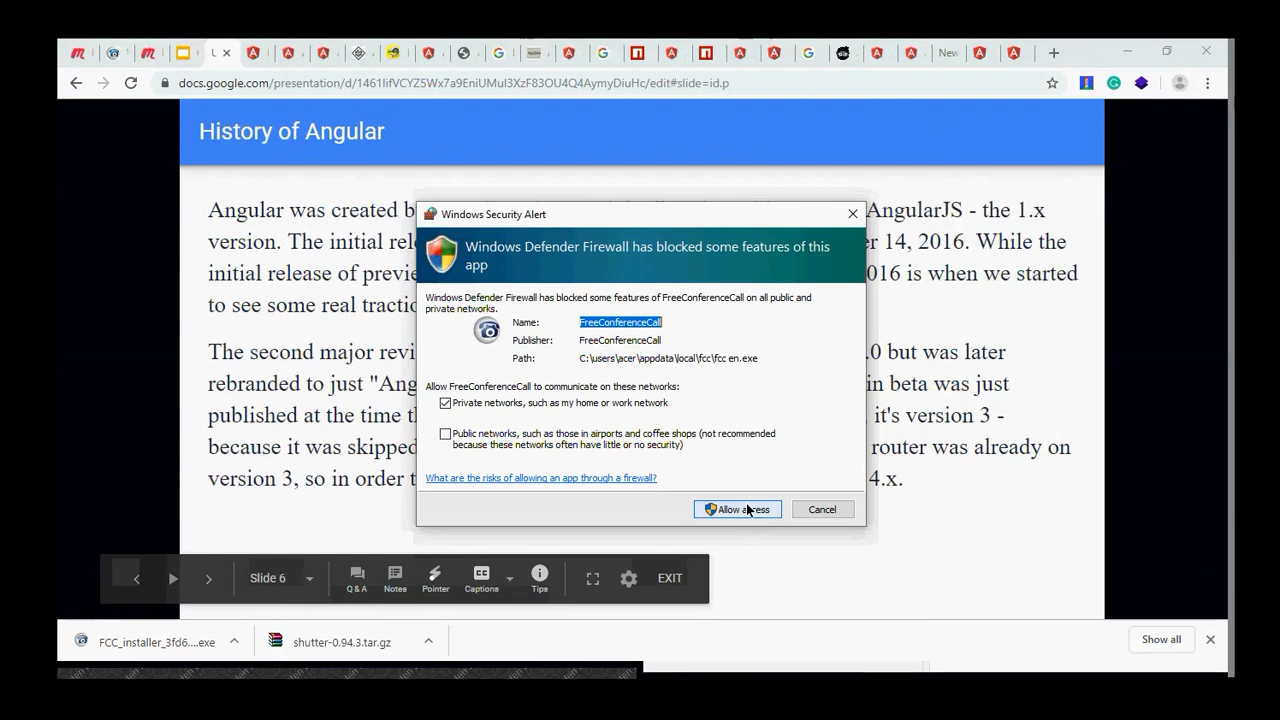 New
docs.google.com/presentation/d/1461IifVCYZ5Wx7a9EniUMuI3XzF83OU4Q4AymyDiuHc/edit#slide=id.p
History of Angular
Angular was created b
AngularJS - the 1.x
version. The initial rel
r 14, 2016. While the
initial release of previe
016 is when we started
to see some real tractio
The second major revi
.0 but was later
rebranded to just "Ang
in beta was just
published at the time th
it's version 3 -
because it was skipped
router was already on
version 3, so in order t
4.x.
Windows Security Alert
Windows Defender Firewall has blocked some features of this
app
Windows Defender Firewall has blocked some features of FreeConferenceCall on all public and
private networks.
Name: FreeConferenceCall
Publisher: FreeConferenceCall
Path: C:\users\acer\appdata\local\fcc\fcc en.exe
Allow FreeConferenceCall to communicate on these networks:
Private networks, such as my home or work network
Public networks, such as those in airports and coffee shops (not recommended
because these networks often have little or no security)
What are the risks of allowing an app through a firewall?
Allow access Cancel
Slide 6 Q & A Notes Pointer Captions Tips EXIT
FCC_installer_3fd6....exe shutter-0.94.3.tar.gz Show all